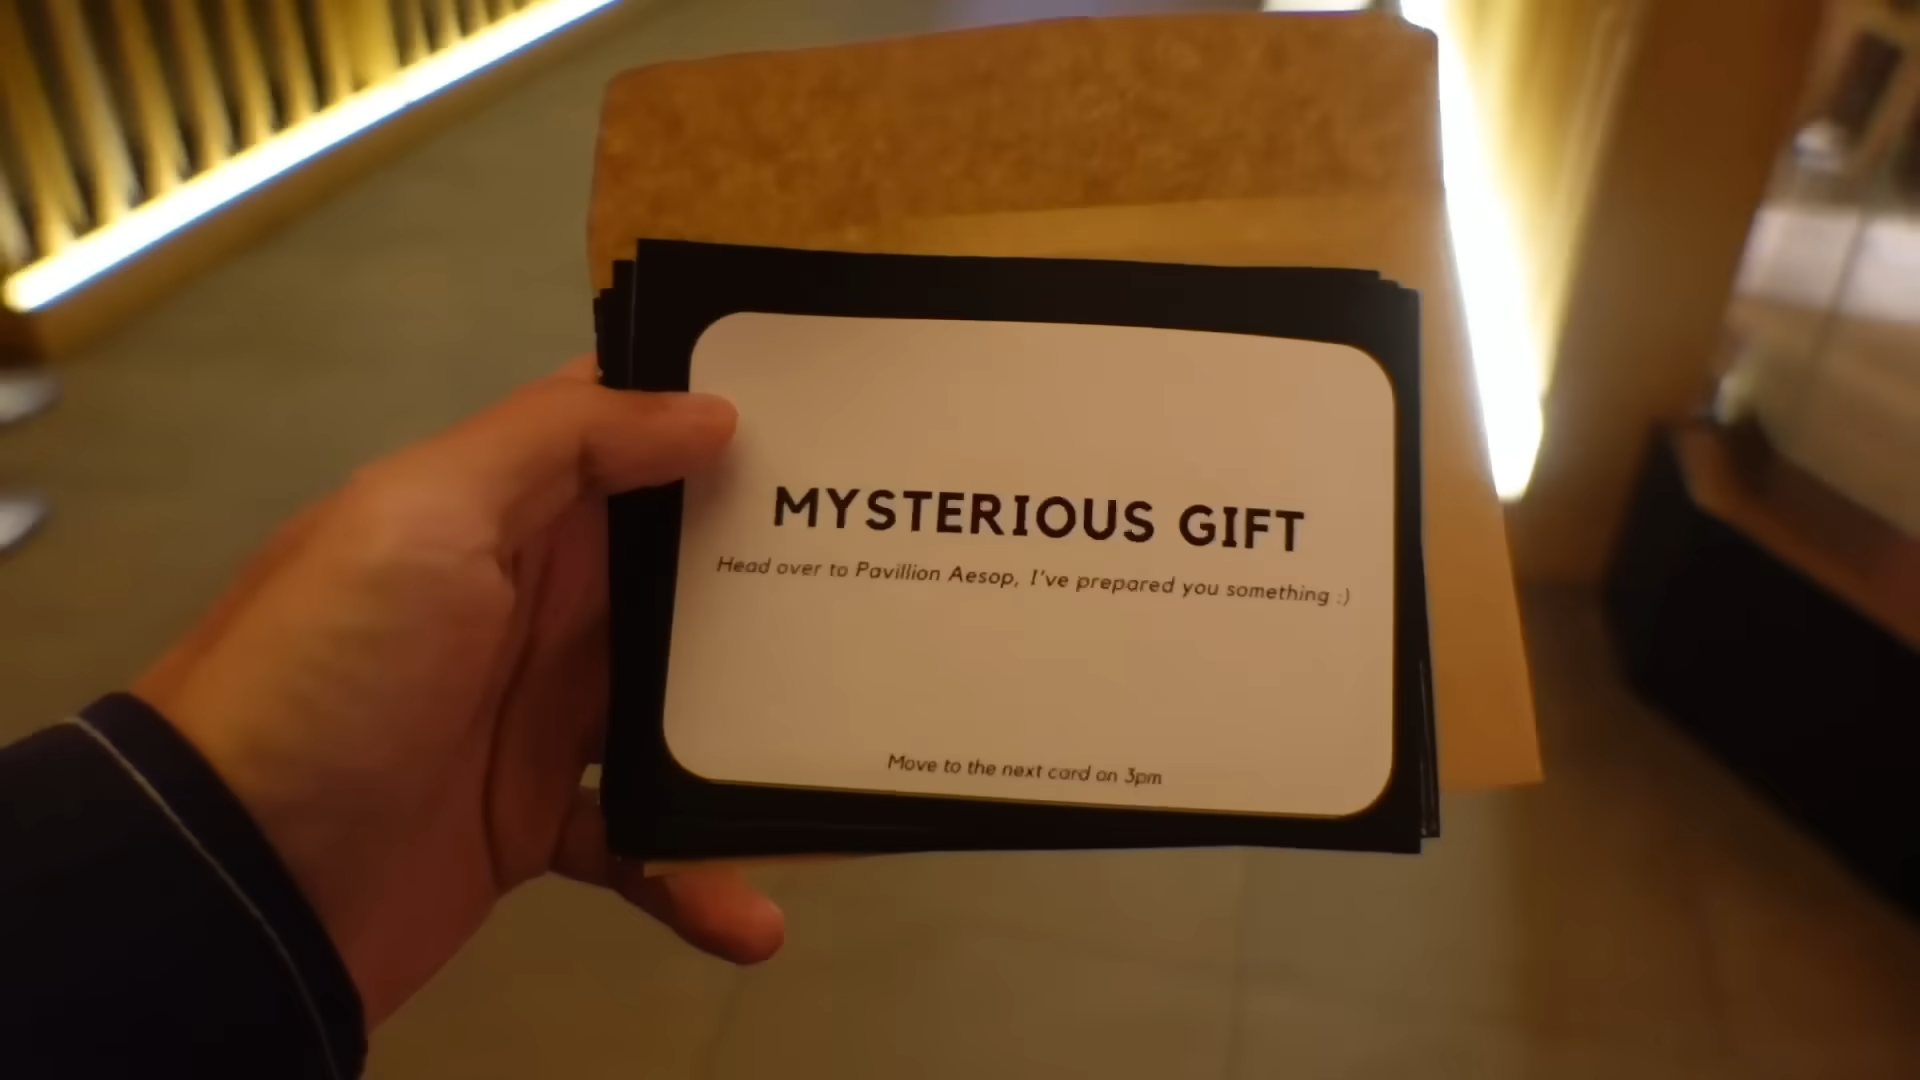 MYSTERIOUS GIFT
Head over to Pavillion Aesop, I've prepared you something :)
Move to the next card on 3pm